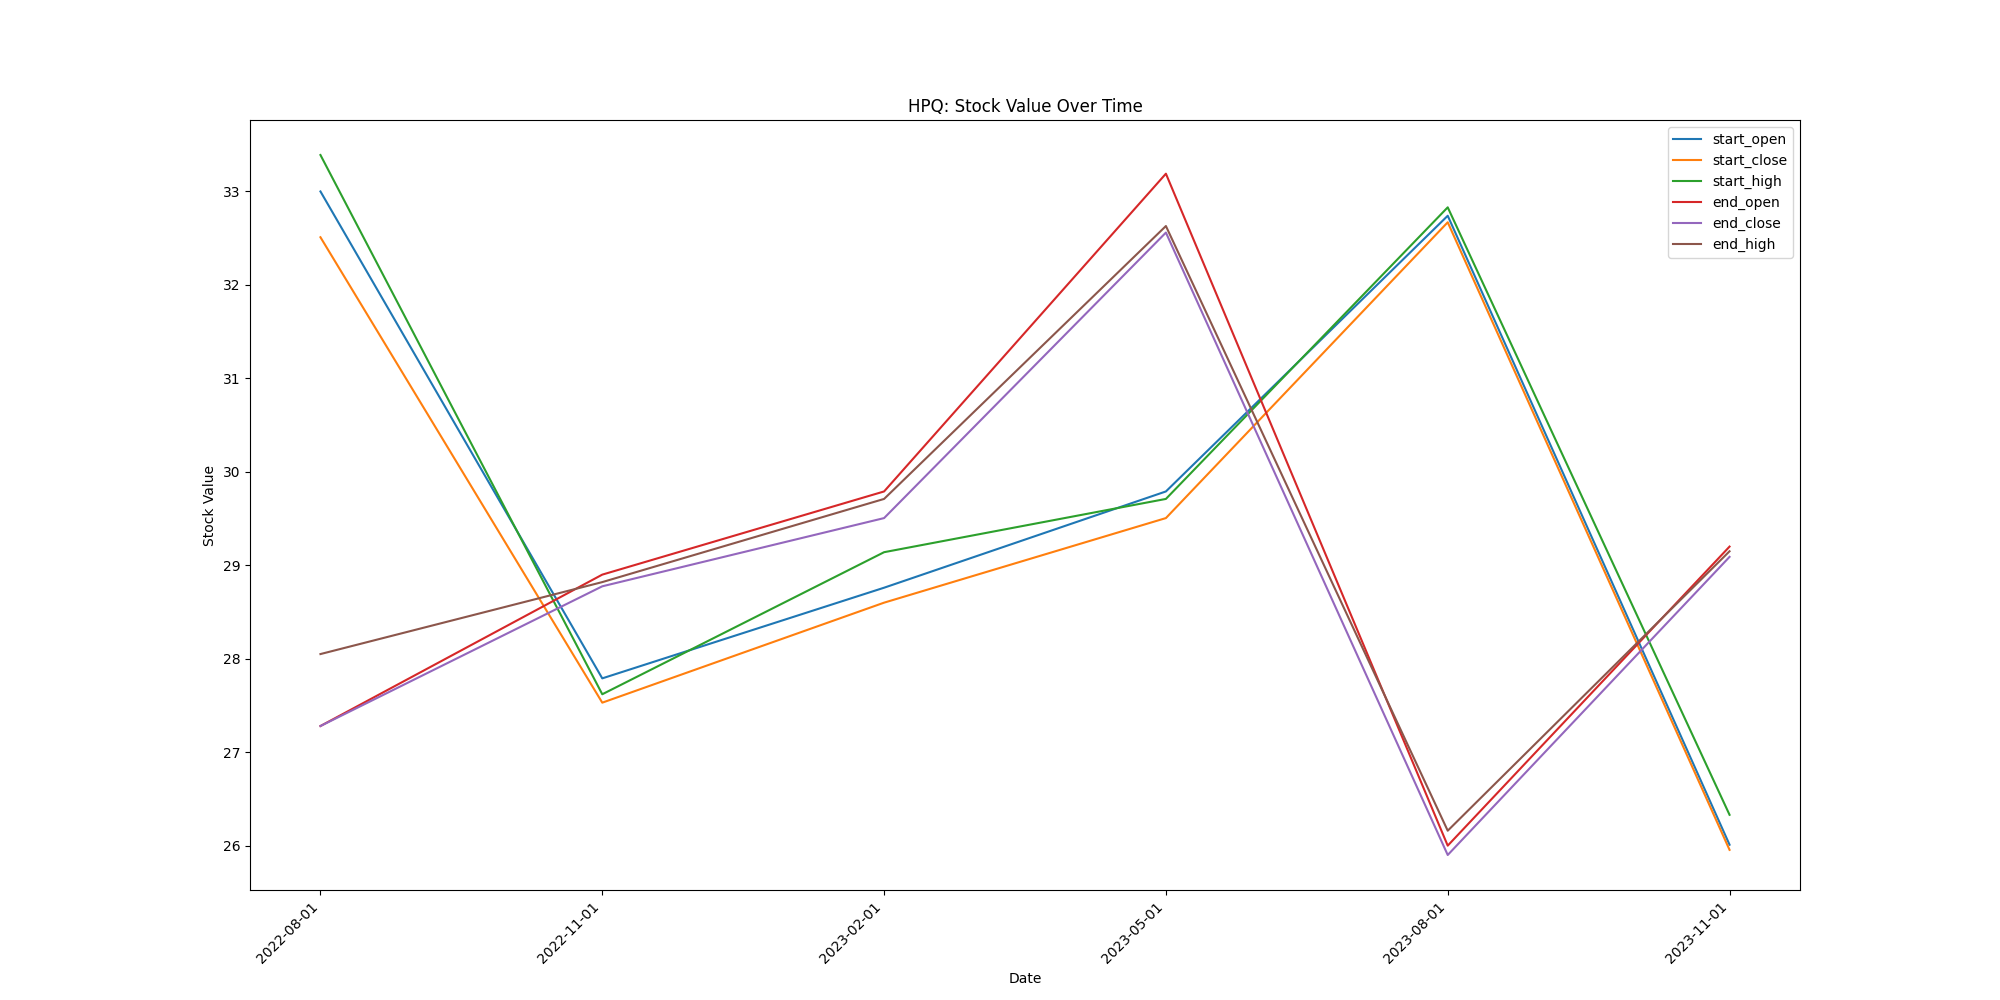 HPQ: Stock Value Over Time
start_open
start_close
start_high
end_open
end_close
end_high
33
32
31
30
29
28
27
26
Stock Value
2022-08-01
2022-11-01
2023-02-01
2023-05-01
2023-08-01
2023-11-01
Date